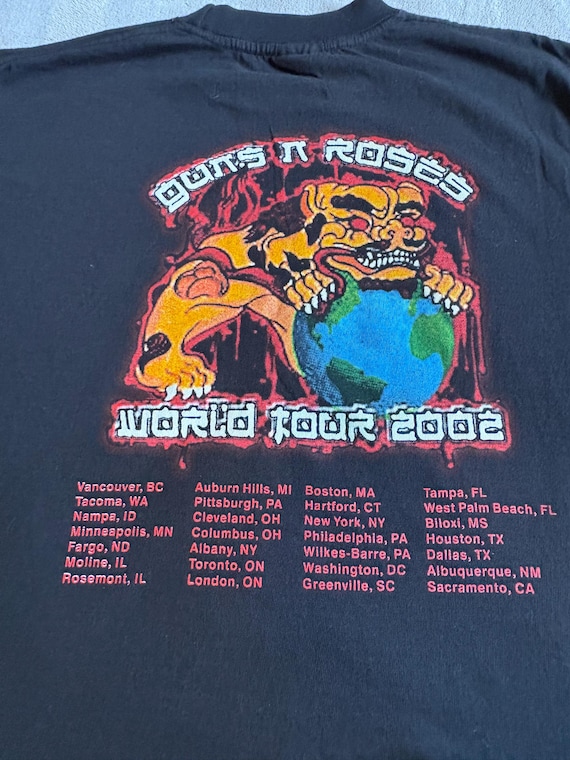 GUNS N ROSES
WORLD TOUR 2002
Vancouver, BC
Tacoma, WA
Nampa, ID
Minneapolis, MN
Fargo, ND
Moline, IL
Rosemont, IL
Auburn Hills, MI
Pittsburgh, PA
Cleveland, OH
Columbus, OH
Albany, NY
Toronto, ON
London, ON
Boston, MA
Hartford, CT
New York, NY
Philadelphia, PA
Wilkes-Barre, PA
Washington, DC
Greenville, SC
Tampa, FL
West Palm Beach, FL
Biloxi, MS
Houston, TX
Dallas, TX
Albuquerque, NM
Sacramento, CA